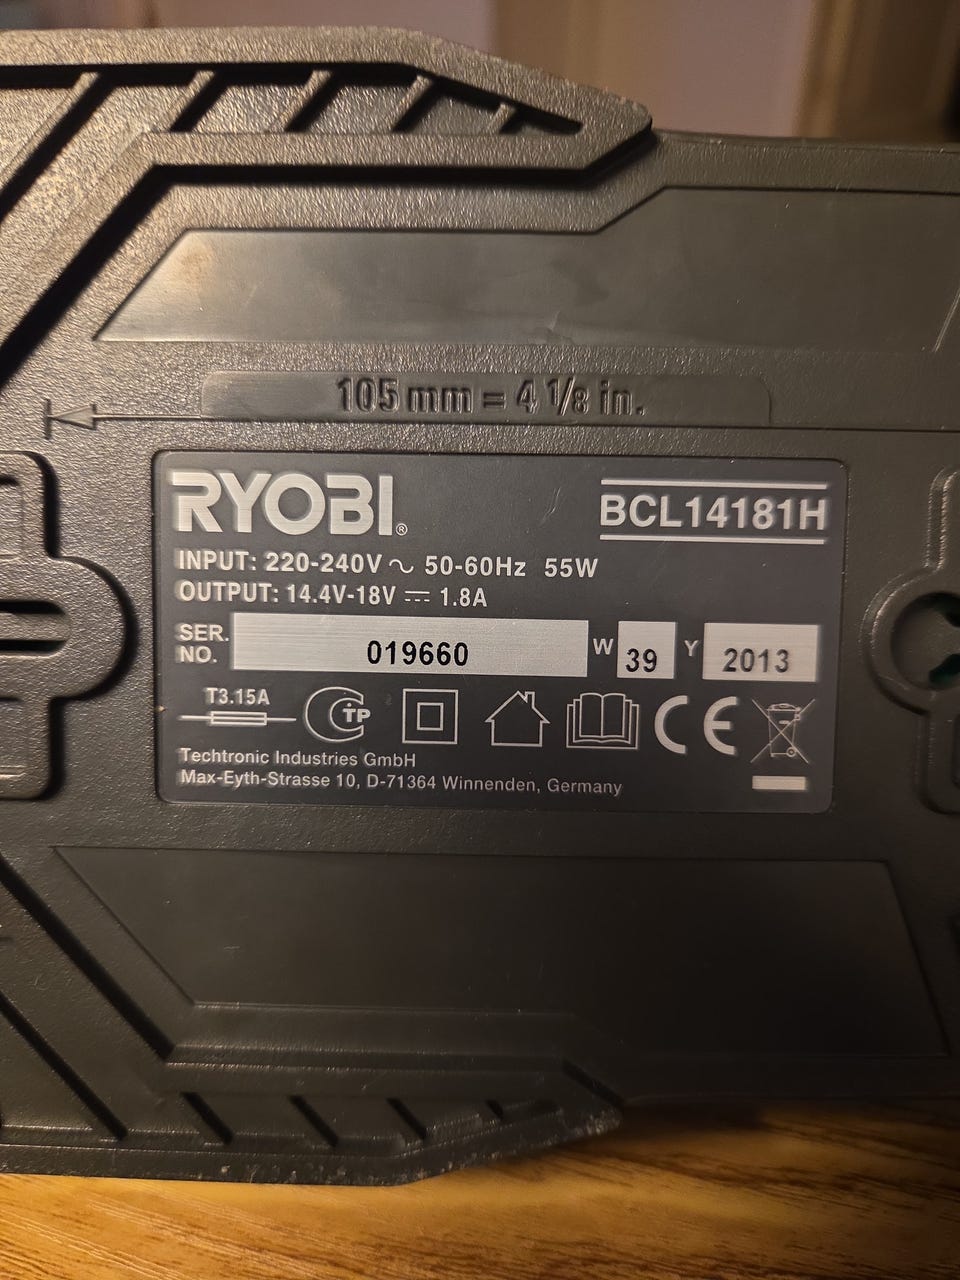 105 mm = 4 1/8 in.
RYOBI®
BCL14181H
INPUT: 220-240V ~ 50-60Hz 55W
OUTPUT: 14.4V-18V ⎓ 1.8A
SER. NO. 019660 W 39 Y 2013
T3.15A
CTP
CE
Techtronic Industries GmbH
Max-Eyth-Strasse 10, D-71364 Winnenden, Germany